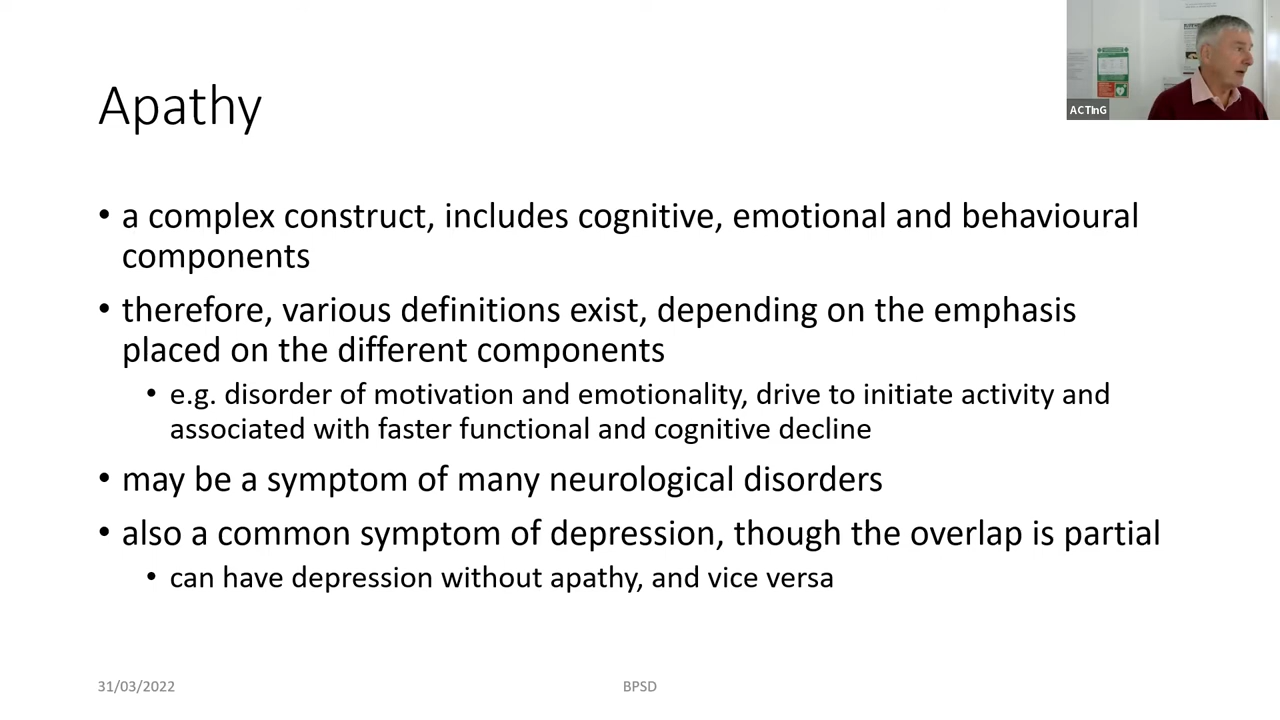 Apathy
ACTInG
• a complex construct, includes cognitive, emotional and behavioural
components
• therefore, various definitions exist, depending on the emphasis
placed on the different components
• e.g. disorder of motivation and emotionality, drive to initiate activity and
associated with faster functional and cognitive decline
• may be a symptom of many neurological disorders
• also a common symptom of depression, though the overlap is partial
• can have depression without apathy, and vice versa
31/03/2022
BPSD